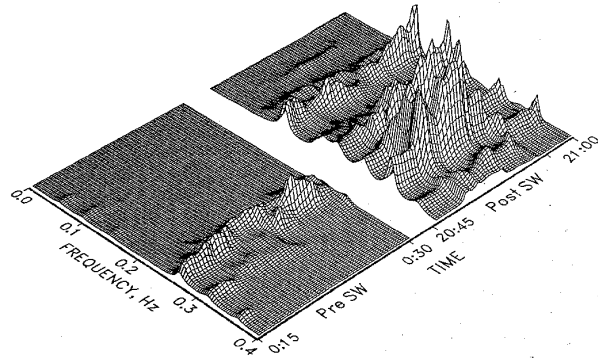 0.0
0.1
0.2
0.3
0.4
FREQUENCY, Hz
0:15
Pre SW
0:30
20:45
TIME
Post SW
21:00